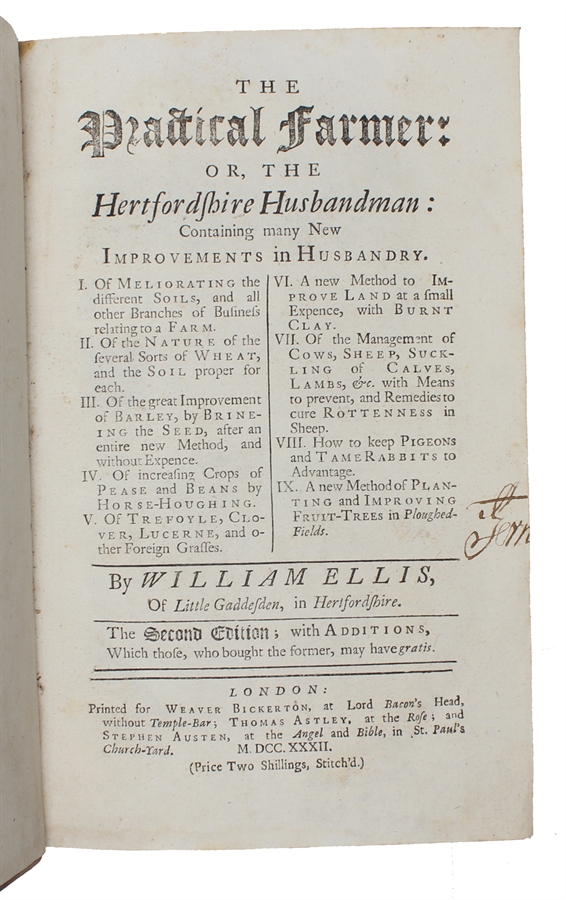 THE
Practical Farmer:
OR, THE
Hertfordſhire Husbandman:
Containing many New
IMPROVEMENTS in HUSBANDRY.
I. Of MELIORATING the
different SOILS, and all
other Branches of Buſineſs
relating to a FARM.
II. Of the NATURE of the
ſeveral Sorts of WHEAT,
and the SOIL proper for
each.
III. Of the great Improvement
of BARLEY, by BRINE-
ING the SEED, after an
entire new Method, and
without Expence.
IV. Of increaſing Crops of
PEASE and BEANS by
HORSE-HOUGHING.
V. Of TREFOYLE, CLO-
VER, LUCERNE, and o-
ther Foreign Graſſes.
VI. A new Method to IM-
PROVE LAND at a ſmall
Expence, with BURNT
CLAY.
VII. Of the Management of
COWS, SHEEP, SUCK-
LING of CALVES,
LAMBS, &c. with Means
to prevent, and Remedies to
cure ROTTENNESS in
Sheep.
VIII. How to keep PIGEONS
and TAME RABBITS to
Advantage.
IX. A new Method of PLAN-
TING and IMPROVING
FRUIT-TREES in Ploughed-
Fields.
By WILLIAM ELLIS,
Of Little Gaddeſden, in Hertfordſhire.
The Second Edition; with ADDITIONS,
Which thoſe, who bought the former, may have gratis.
LONDON:
Printed for WEAVER BICKERTON, at Lord Bacon's Head,
without Temple-Bar; THOMAS ASTLEY, at the Roſe; and
STEPHEN AUSTEN, at the Angel and Bible, in St. Paul's
Church-Yard. M.DCC.XXXII.
(Price Two Shillings, Stitch'd.)